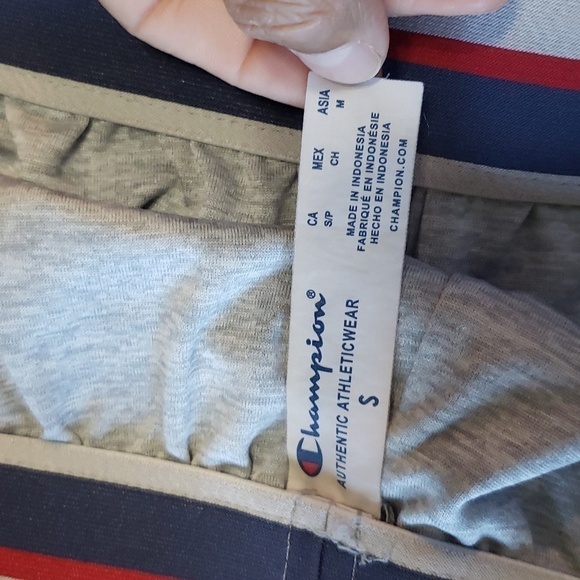 Champion®
AUTHENTIC ATHLETICWEAR
S
CA MEX ASIA
S/P CH M
MADE IN INDONESIA
FABRIQUÉ EN INDONÉSIE
HECHO EN INDONESIA
CHAMPION.COM